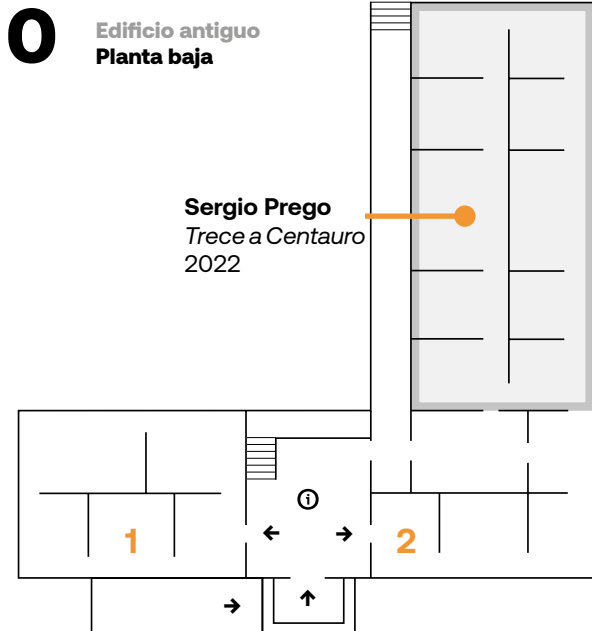 0
Edificio antiguo
Planta baja
Sergio Prego
Trece a Centauro
2022
i
1
2